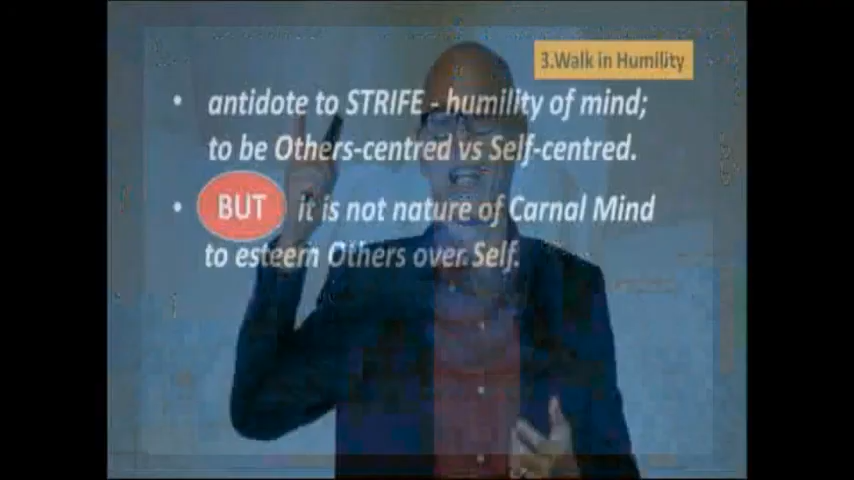 3.Walk in Humility
• antidote to STRIFE - humility of mind;
to be Others-centred vs Self-centred.
• BUT it is not nature of Carnal Mind
to esteem Others over Self.